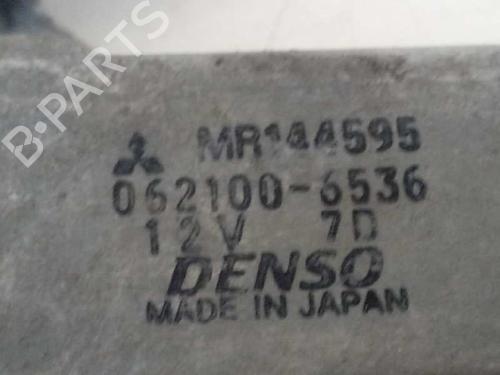 B-PARTS
MR144595
062100-6536
12V 7D
DENSO
MADE IN JAPAN